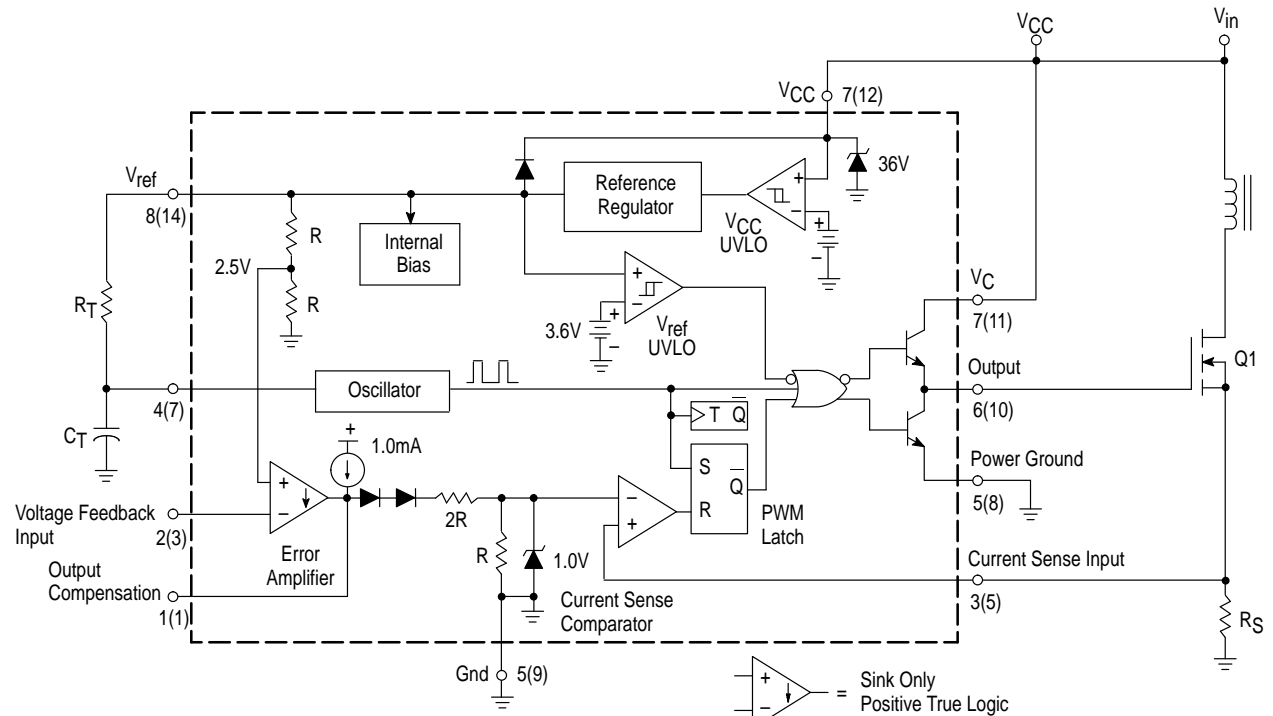 VCC
Vin
VCC 7(12)
Vref
8(14)
Reference
Regulator
+
−
36V
VCC
UVLO
+
−
R
Internal
Bias
2.5V
R
RT
+
−
3.6V
+
−
Vref
UVLO
VC
7(11)
Q1
Oscillator
Output
6(10)
4(7)
CT
T Q
+
1.0mA
S
Q
R
PWM
Latch
Power Ground
5(8)
+
−
2R
−
+
Voltage Feedback
Input
2(3)
Error
Amplifier
R
1.0V
Current Sense Input
3(5)
Output
Compensation
1(1)
Current Sense
Comparator
RS
Gnd 5(9)
+
−
= Sink Only
Positive True Logic